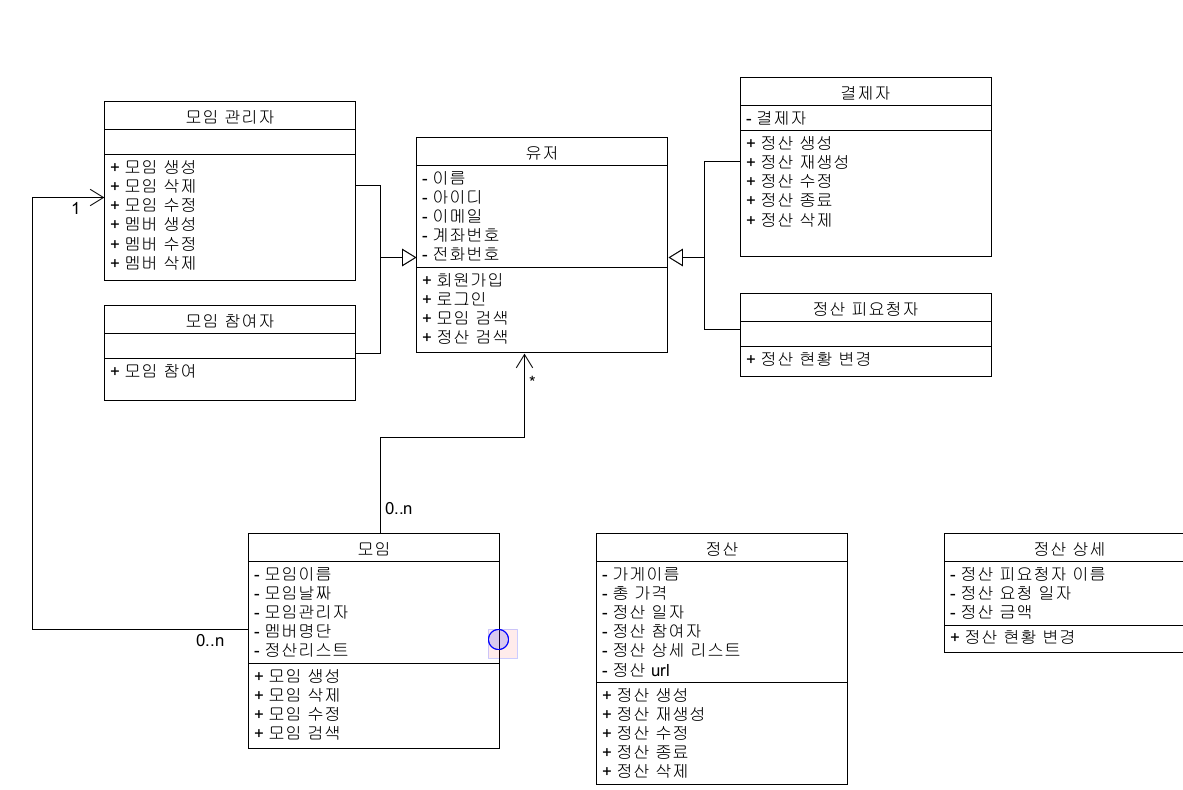 모임 관리자
+ 모임 생성
+ 모임 삭제
+ 모임 수정
+ 멤버 생성
+ 멤버 수정
+ 멤버 삭제
1
모임 참여자
+ 모임 참여
유저
- 이름
- 아이디
- 이메일
- 계좌번호
- 전화번호
+ 회원가입
+ 로그인
+ 모임 검색
+ 정산 검색
*
결제자
- 결제자
+ 정산 생성
+ 정산 재생성
+ 정산 수정
+ 정산 종료
+ 정산 삭제
정산 피요청자
+ 정산 현황 변경
0..n
0..n
모임
- 모임이름
- 모임날짜
- 모임관리자
- 멤버명단
- 정산리스트
+ 모임 생성
+ 모임 삭제
+ 모임 수정
+ 모임 검색
정산
- 가게이름
- 총 가격
- 정산 일자
- 정산 참여자
- 정산 상세 리스트
- 정산 url
+ 정산 생성
+ 정산 재생성
+ 정산 수정
+ 정산 종료
+ 정산 삭제
정산 상세
- 정산 피요청자 이름
- 정산 요청 일자
- 정산 금액
+ 정산 현황 변경